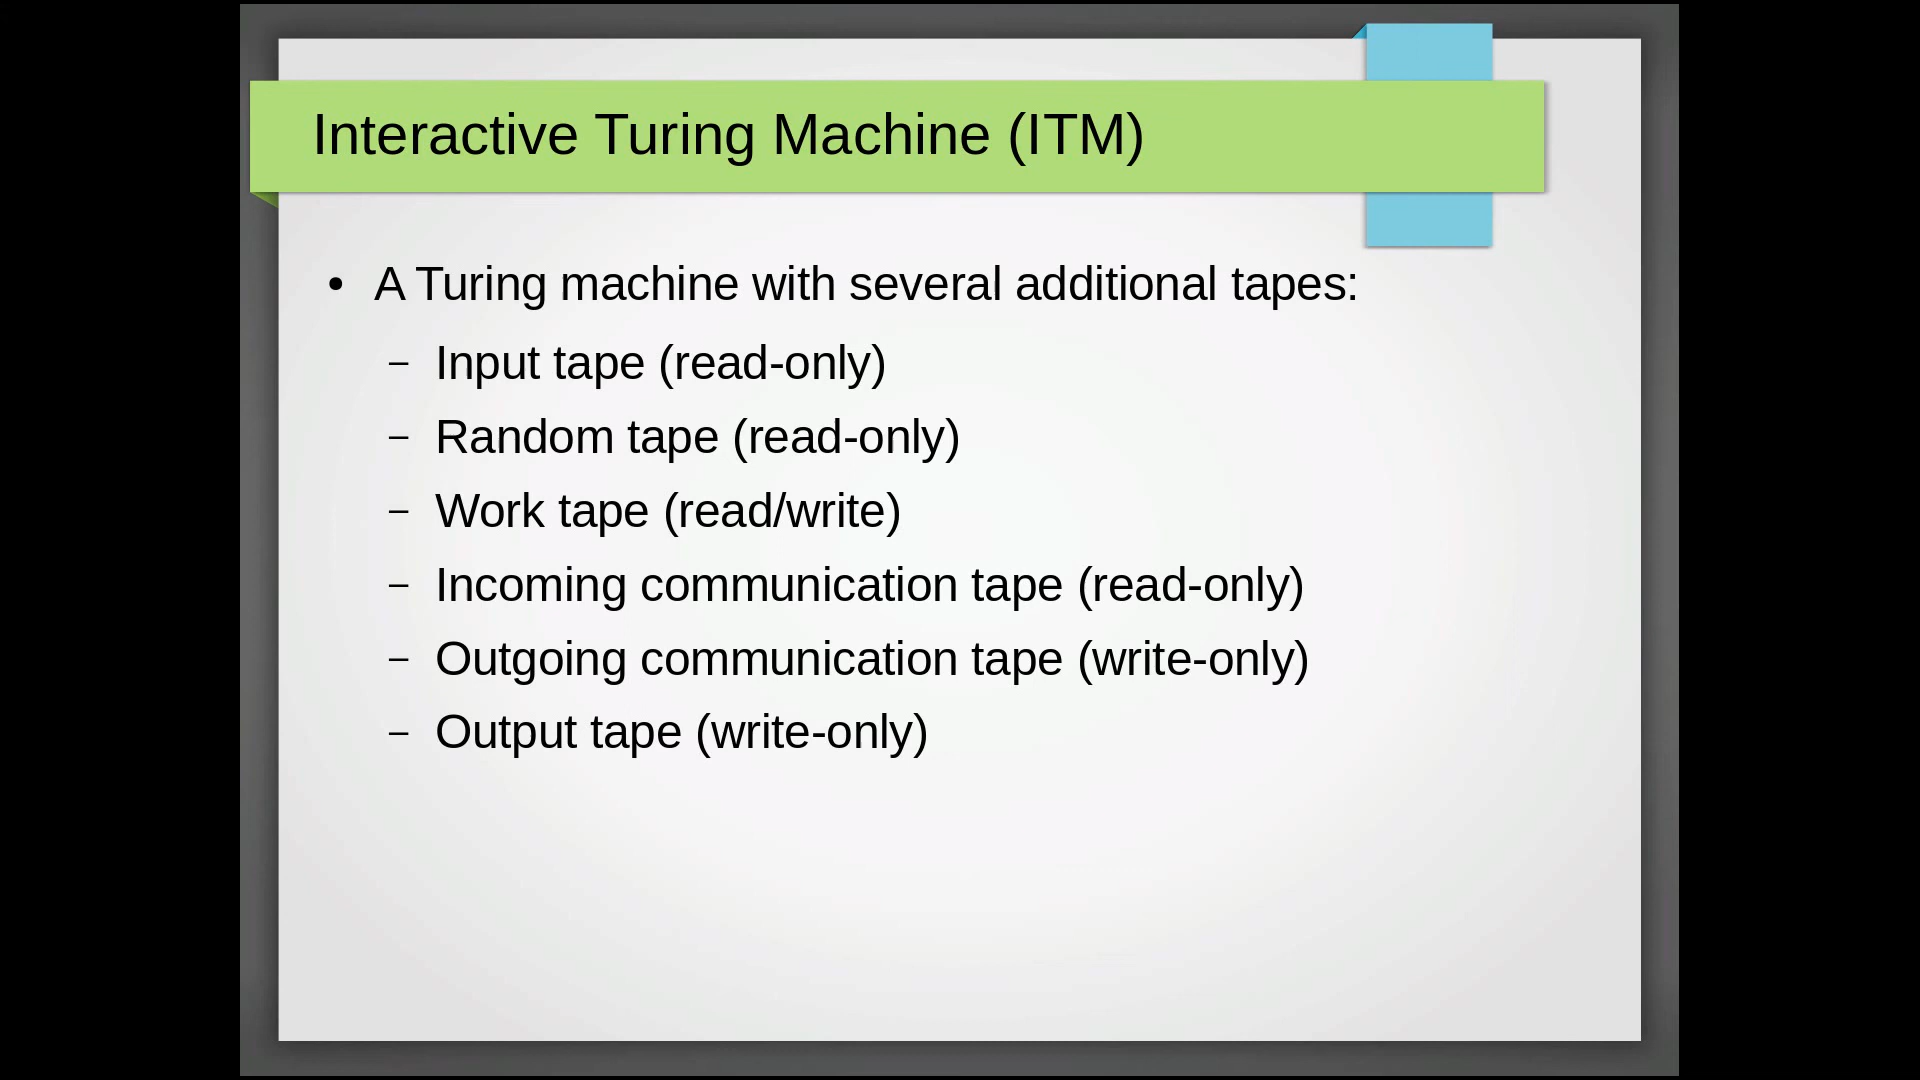 Interactive Turing Machine (ITM)
• A Turing machine with several additional tapes:
– Input tape (read-only)
– Random tape (read-only)
– Work tape (read/write)
– Incoming communication tape (read-only)
– Outgoing communication tape (write-only)
– Output tape (write-only)